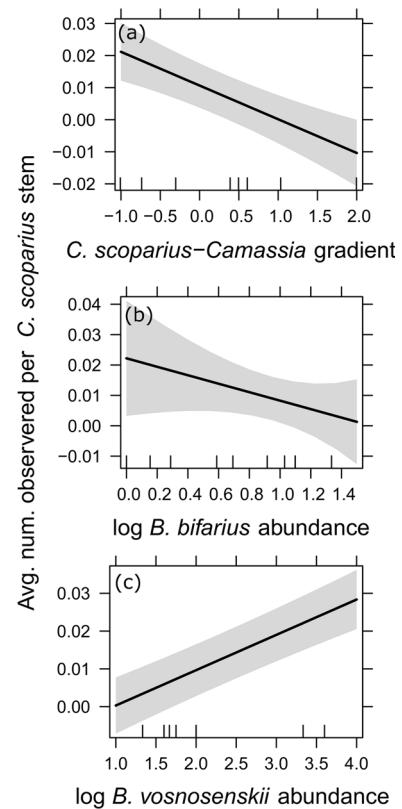 Avg. num. observed per C. scoparius stem
(a)
0.03
0.02
0.01
0.00
−0.01
−0.02
−1.0 −0.5 0.0 0.5 1.0 1.5 2.0
C. scoparius−Camassia gradient
(b)
0.04
0.03
0.02
0.01
0.00
−0.01
0.0 0.2 0.4 0.6 0.8 1.0 1.2 1.4
log B. bifarius abundance
(c)
0.03
0.02
0.01
0.00
1.0 1.5 2.0 2.5 3.0 3.5 4.0
log B. vosnosenskii abundance